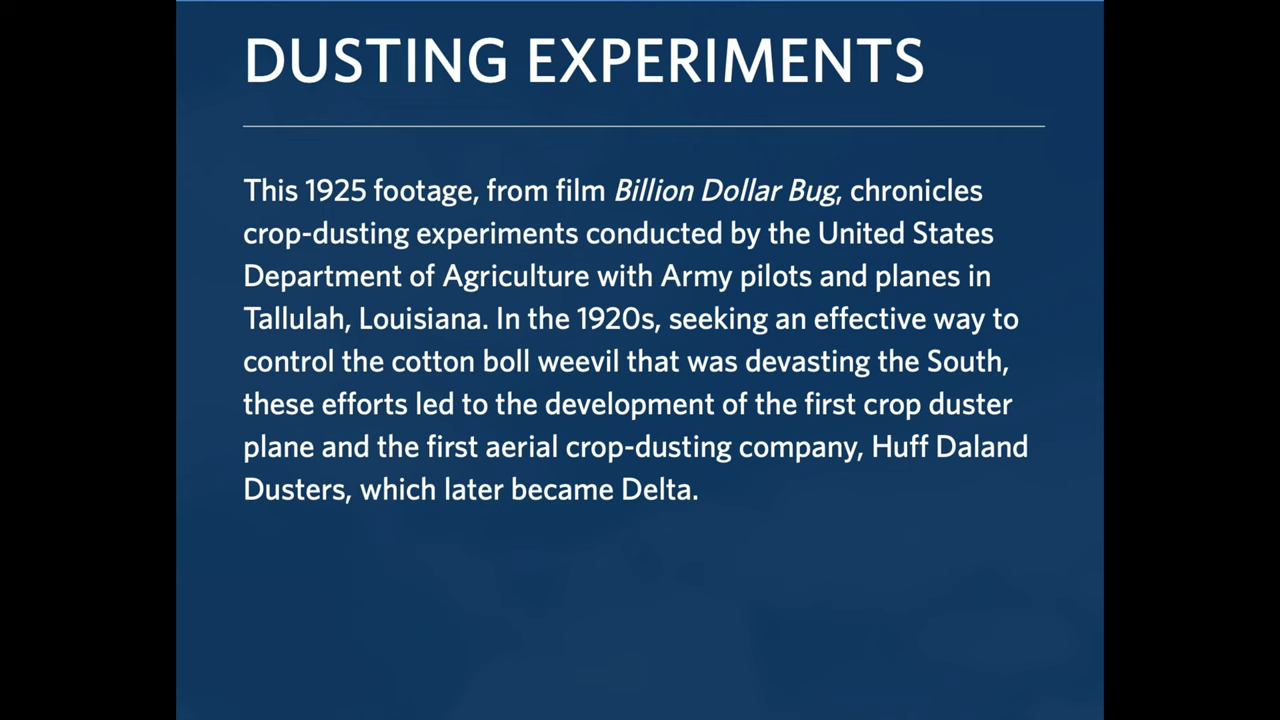 DUSTING EXPERIMENTS
This 1925 footage, from film Billion Dollar Bug, chronicles
crop-dusting experiments conducted by the United States
Department of Agriculture with Army pilots and planes in
Tallulah, Louisiana. In the 1920s, seeking an effective way to
control the cotton boll weevil that was devasting the South,
these efforts led to the development of the first crop duster
plane and the first aerial crop-dusting company, Huff Daland
Dusters, which later became Delta.